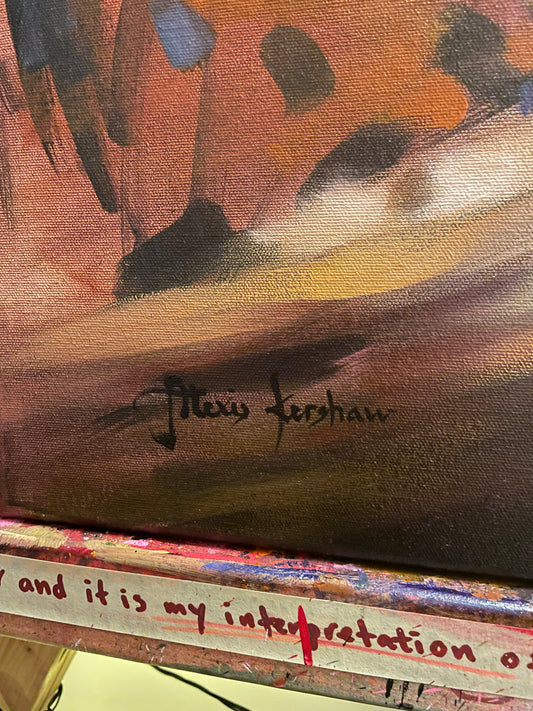 Alexis Kershaw
and it is my interpretation